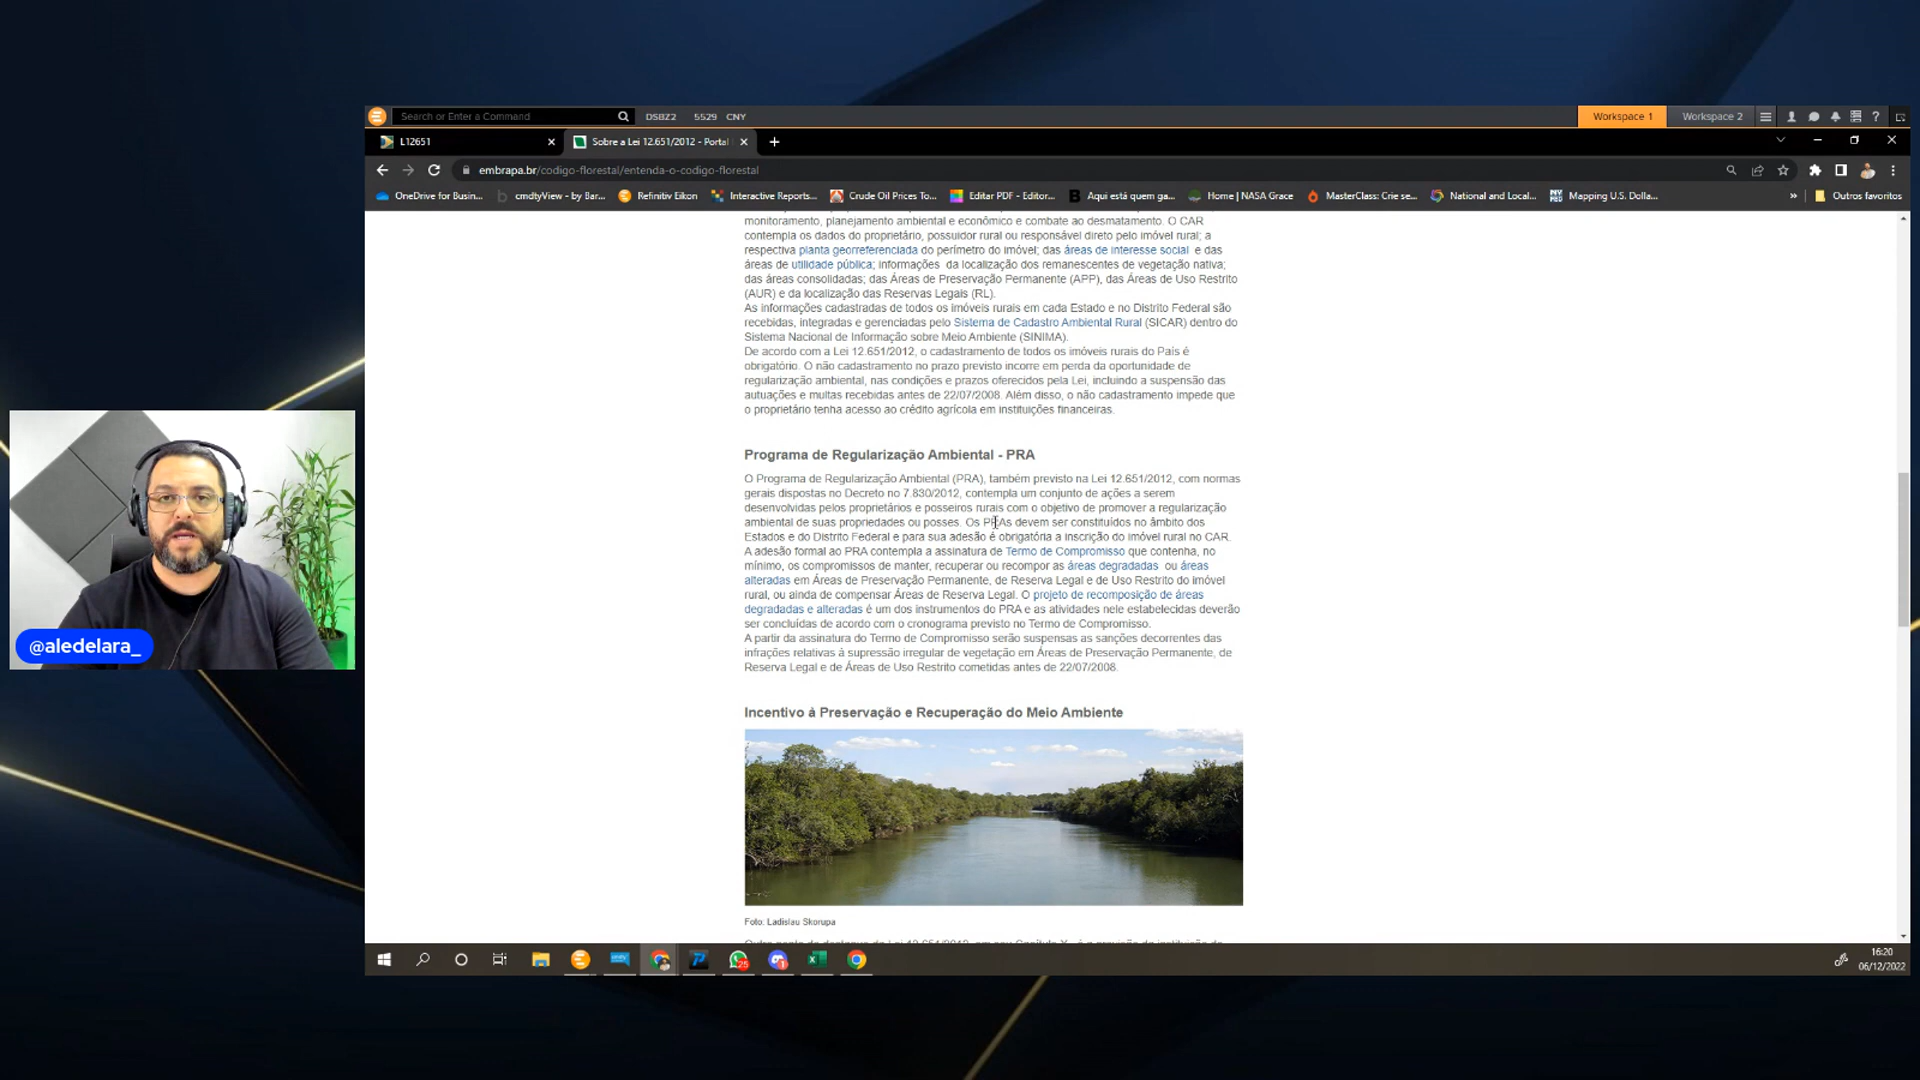 Search or Enter a Command
DSBZ2
5529
CNY
Workspace 1
Workspace 2
L12651
Sobre a Lei 12.651/2012 - Portal
embrapa.br/codigo-florestal/entenda-o-codigo-florestal
OneDrive for Busin...
cmdtyView - by Bar...
Refinitiv Eikon
Interactive Reports...
Crude Oil Prices To...
Editar PDF - Editor...
Aqui está quem ga...
Home | NASA Grace
MasterClass: Crie se...
National and Local...
Mapping U.S. Dolla...
Outros favoritos
monitoramento, planejamento ambiental e econômico e combate ao desmatamento. O CAR
contempla os dados do proprietário, possuidor rural ou responsável direto pelo imóvel rural; a
respectiva planta georreferenciada do perímetro do imóvel; das áreas de interesse social e das
áreas de utilidade pública; informações da localização dos remanescentes de vegetação nativa;
das áreas consolidadas; das Áreas de Preservação Permanente (APP), das Áreas de Uso Restrito
(AUR) e da localização das Reservas Legais (RL).
As informações cadastradas de todos os imóveis rurais em cada Estado e no Distrito Federal são
recebidas, integradas e gerenciadas pelo Sistema de Cadastro Ambiental Rural (SICAR) dentro do
Sistema Nacional de Informação sobre Meio Ambiente (SINIMA).
De acordo com a Lei 12.651/2012, o cadastramento de todos os imóveis rurais do País é
obrigatório. O não cadastramento no prazo previsto incorre em perda da oportunidade de
regularização ambiental, nas condições e prazos oferecidos pela Lei, incluindo a suspensão das
autuações e multas recebidas antes de 22/07/2008. Além disso, o não cadastramento impede que
o proprietário tenha acesso ao crédito agrícola em instituições financeiras.
Programa de Regularização Ambiental - PRA
O Programa de Regularização Ambiental (PRA), também previsto na Lei 12.651/2012, com normas
gerais dispostas no Decreto no 7.830/2012, contempla um conjunto de ações a serem
desenvolvidas pelos proprietários e posseiros rurais com o objetivo de promover a regularização
ambiental de suas propriedades ou posses. Os PRAs devem ser constituídos no âmbito dos
Estados e do Distrito Federal e para sua adesão é obrigatória a inscrição do imóvel rural no CAR.
A adesão formal ao PRA contempla a assinatura de Termo de Compromisso que contenha, no
mínimo, os compromissos de manter, recuperar ou recompor as áreas degradadas ou áreas
alteradas em Áreas de Preservação Permanente, de Reserva Legal e de Uso Restrito do imóvel
rural, ou ainda de compensar Áreas de Reserva Legal. O projeto de recomposição de áreas
degradadas e alteradas é um dos instrumentos do PRA e as atividades nele estabelecidas deverão
ser concluídas de acordo com o cronograma previsto no Termo de Compromisso.
A partir da assinatura do Termo de Compromisso serão suspensas as sanções decorrentes das
infrações relativas à supressão irregular de vegetação em Áreas de Preservação Permanente, de
Reserva Legal e de Áreas de Uso Restrito cometidas antes de 22/07/2008.
@aledelara_
Incentivo à Preservação e Recuperação do Meio Ambiente
Foto: Ladislau Skorupa
25
16:20
06/12/2022